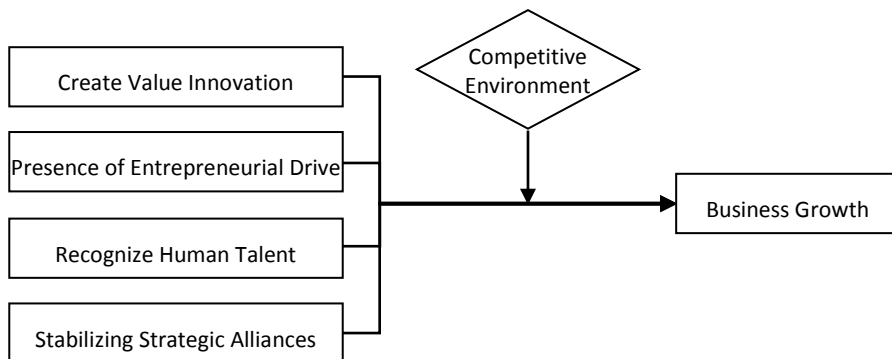 Create Value Innovation
Presence of Entrepreneurial Drive
Recognize Human Talent
Stabilizing Strategic Alliances
Competitive
Environment
Business Growth